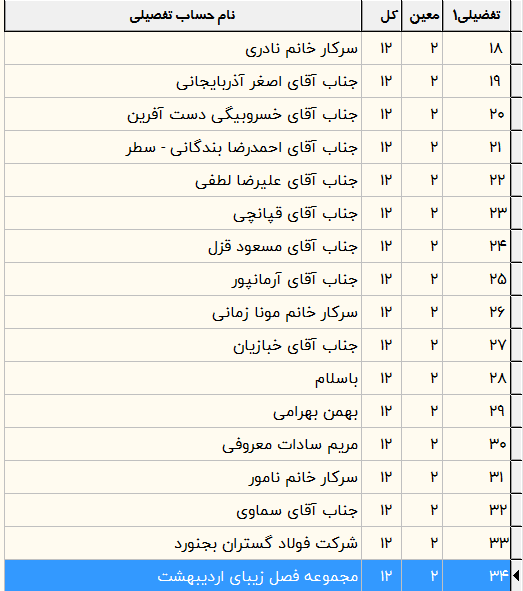 تفضیلی۱ معین کل نام حساب تفضیلی
۱۸ ۲ ۱۲ سرکار خانم نادری
۱۹ ۲ ۱۲ جناب آقای اصغر آذربایجانی
۲۰ ۲ ۱۲ جناب آقای خسروبیگی دست آفرین
۲۱ ۲ ۱۲ جناب آقای احمدرضا بندگانی - سطر
۲۲ ۲ ۱۲ جناب آقای علیرضا لطفی
۲۳ ۲ ۱۲ جناب آقای قپانچی
۲۴ ۲ ۱۲ جناب آقای مسعود قزل
۲۵ ۲ ۱۲ جناب آقای آرمانپور
۲۶ ۲ ۱۲ سرکار خانم مونا زمانی
۲۷ ۲ ۱۲ جناب آقای خبازیان
۲۸ ۲ ۱۲ باسلام
۲۹ ۲ ۱۲ بهمن بهرامی
۳۰ ۲ ۱۲ مریم سادات معروفی
۳۱ ۲ ۱۲ سرکار خانم نامور
۳۲ ۲ ۱۲ جناب آقای سماوی
۳۳ ۲ ۱۲ شرکت فولاد گستران بجنورد
۳۴ ۲ ۱۲ مجموعه فصل زیبای اردیبهشت